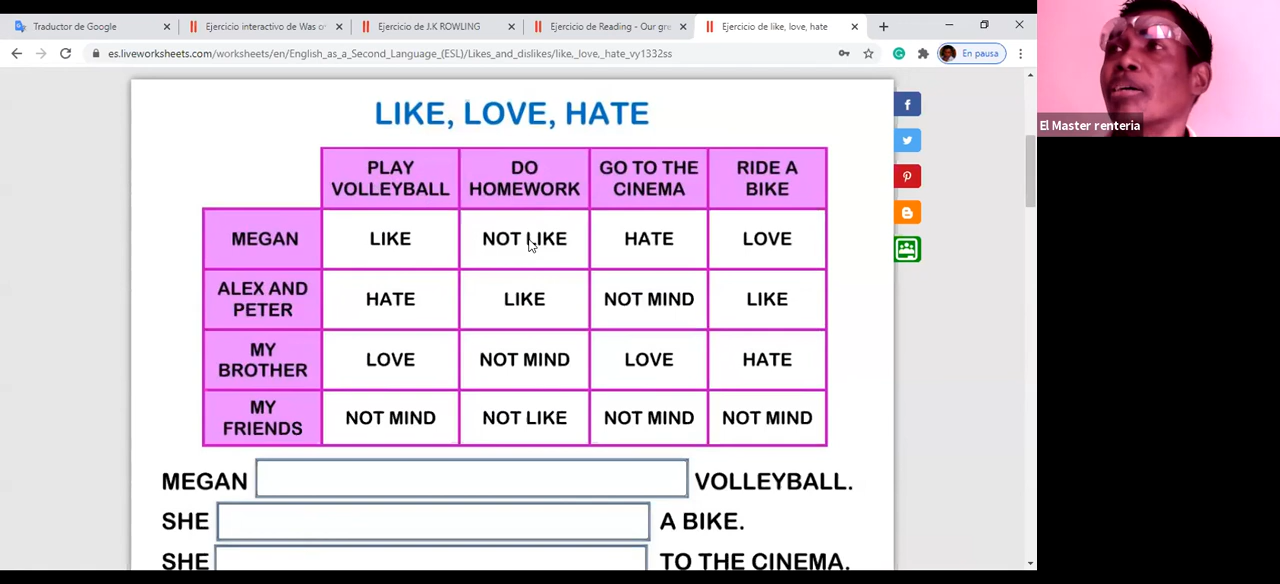 Traductor de Google
Ejercicio interactivo de Was o
Ejercicio de J.K ROWLING
Ejercicio de Reading - Our gre
Ejercicio de like, love, hate
es.liveworksheets.com/worksheets/en/English_as_a_Second_Language_(ESL)/Likes_and_dislikes/like,_love,_hate_vy1332ss
En pausa
El Master renteria
LIKE, LOVE, HATE
PLAY VOLLEYBALL
DO HOMEWORK
GO TO THE CINEMA
RIDE A BIKE
MEGAN LIKE NOT LIKE HATE LOVE
ALEX AND PETER HATE LIKE NOT MIND LIKE
MY BROTHER LOVE NOT MIND LOVE HATE
MY FRIENDS NOT MIND NOT LIKE NOT MIND NOT MIND
MEGAN VOLLEYBALL.
SHE A BIKE.
SHE TO THE CINEMA.